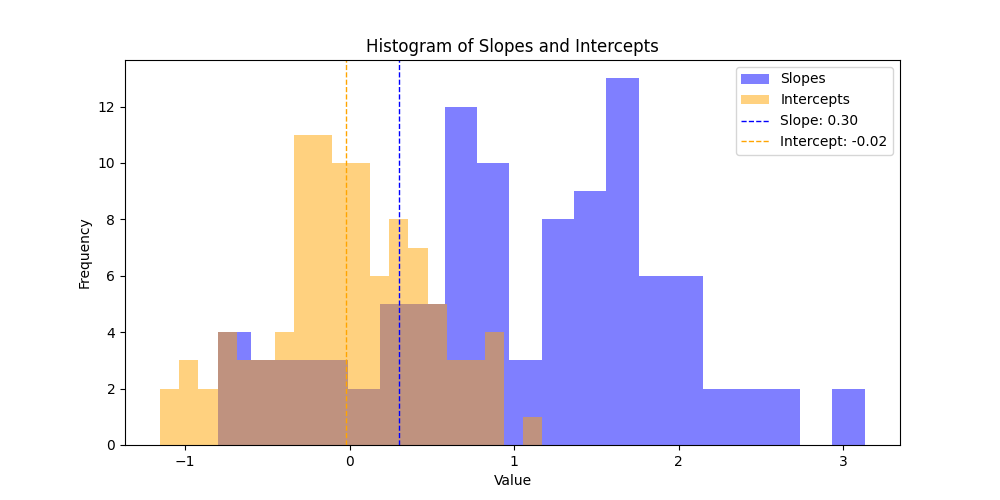 Histogram of Slopes and Intercepts
Slopes
Intercepts
Slope: 0.30
Intercept: -0.02
Frequency
12
10
8
6
4
2
0
−1
0
1
2
3
Value